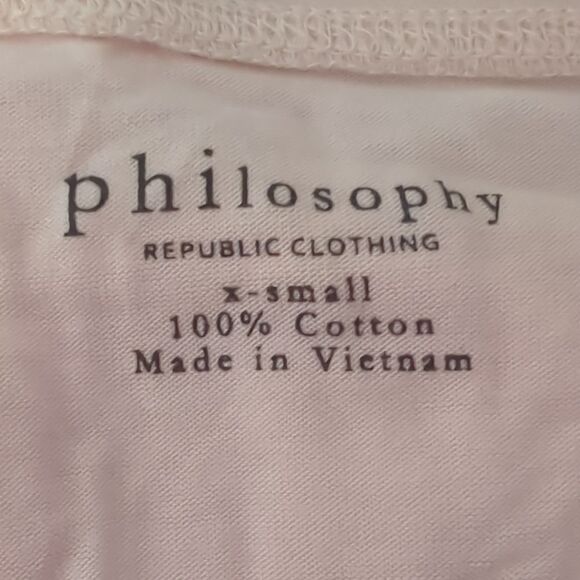 philosophy
REPUBLIC CLOTHING
x-small
100% Cotton
Made in Vietnam